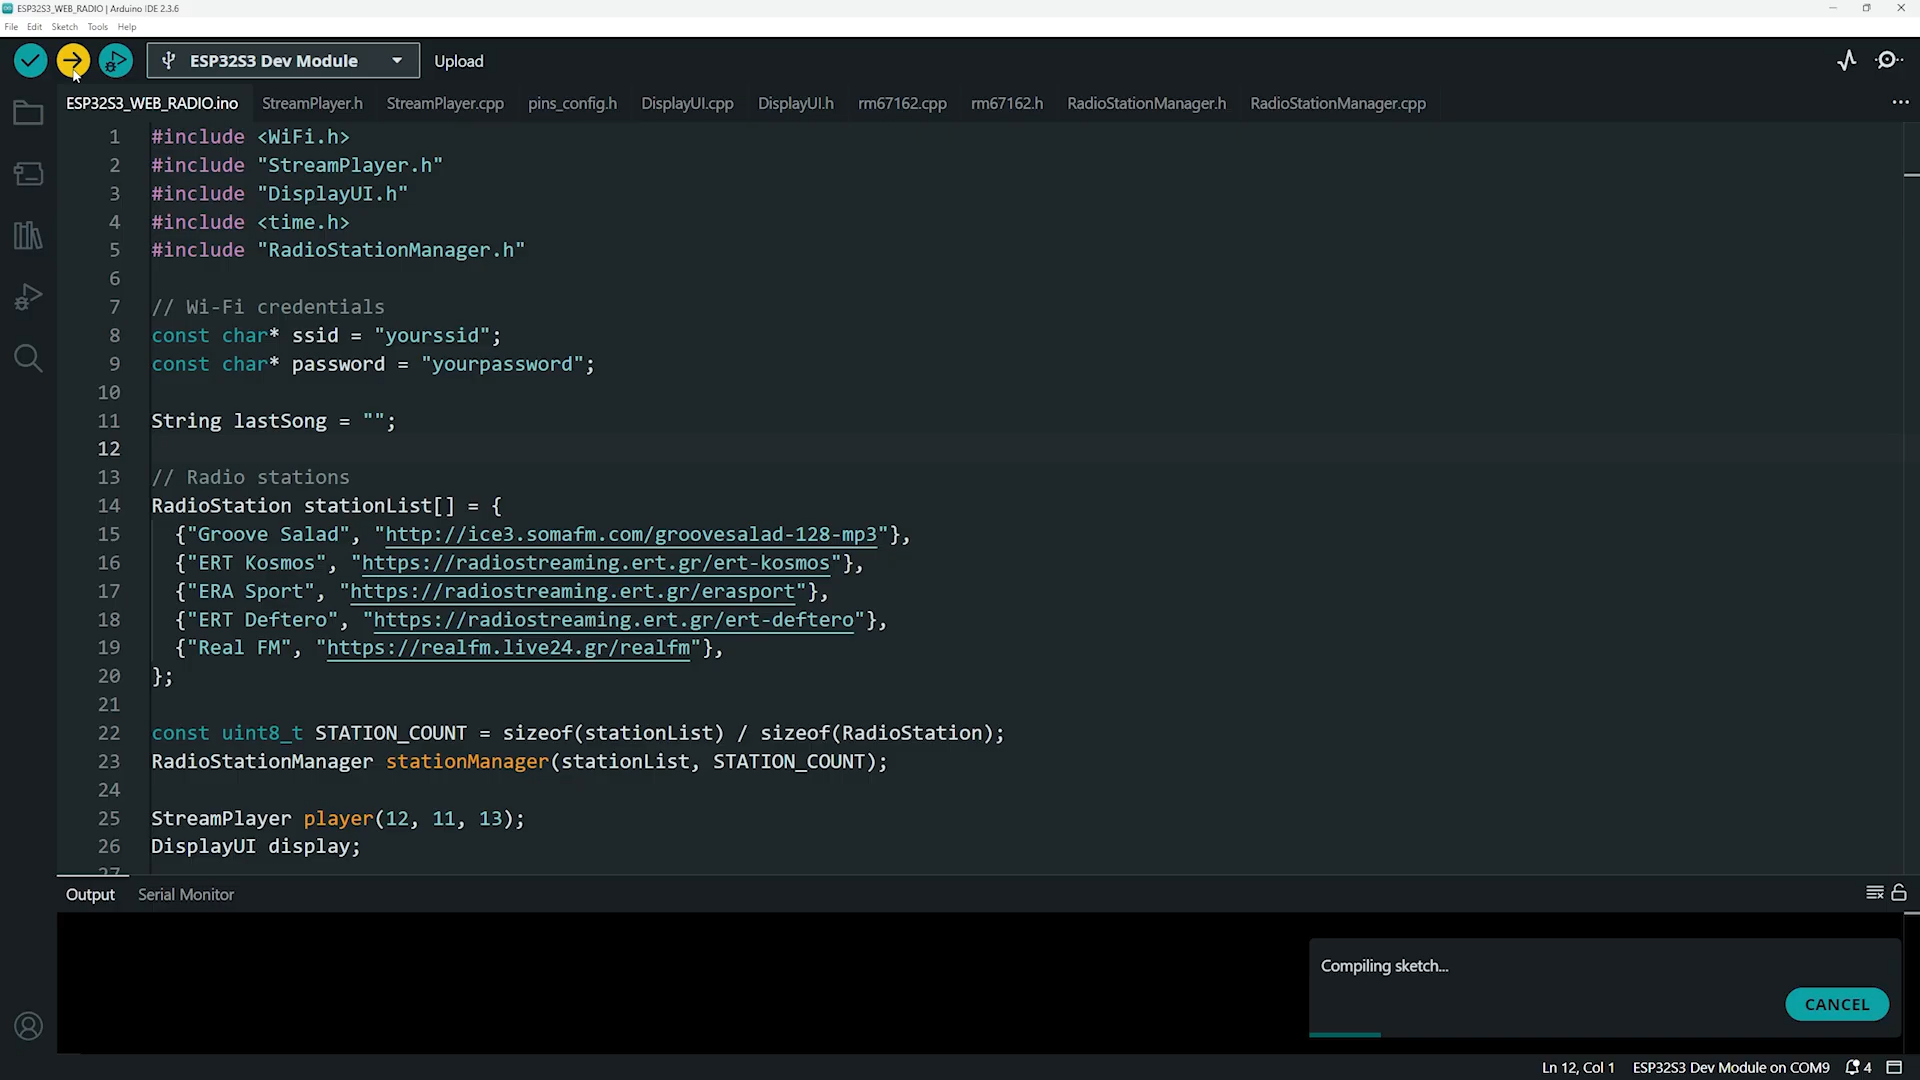 ESP32S3_WEB_RADIO | Arduino IDE 2.3.6
File Edit Sketch Tools Help
ESP32S3 Dev Module Upload
ESP32S3_WEB_RADIO.ino StreamPlayer.h StreamPlayer.cpp pins_config.h DisplayUI.cpp DisplayUI.h rm67162.cpp rm67162.h RadioStationManager.h RadioStationManager.cpp
1 #include <WiFi.h>
2 #include "StreamPlayer.h"
3 #include "DisplayUI.h"
4 #include <time.h>
5 #include "RadioStationManager.h"
6
7 // Wi-Fi credentials
8 const char* ssid = "yourssid";
9 const char* password = "yourpassword";
10
11 String lastSong = "";
12
13 // Radio stations
14 RadioStation stationList[] = {
15 {"Groove Salad", "http://ice3.somafm.com/groovesalad-128-mp3"},
16 {"ERT Kosmos", "https://radiostreaming.ert.gr/ert-kosmos"},
17 {"ERA Sport", "https://radiostreaming.ert.gr/erasport"},
18 {"ERT Deftero", "https://radiostreaming.ert.gr/ert-deftero"},
19 {"Real FM", "https://realfm.live24.gr/realfm"},
20 };
21
22 const uint8_t STATION_COUNT = sizeof(stationList) / sizeof(RadioStation);
23 RadioStationManager stationManager(stationList, STATION_COUNT);
24
25 StreamPlayer player(12, 11, 13);
26 DisplayUI display;
27
Output Serial Monitor
Compiling sketch...
CANCEL
Ln 12, Col 1 ESP32S3 Dev Module on COM9 4